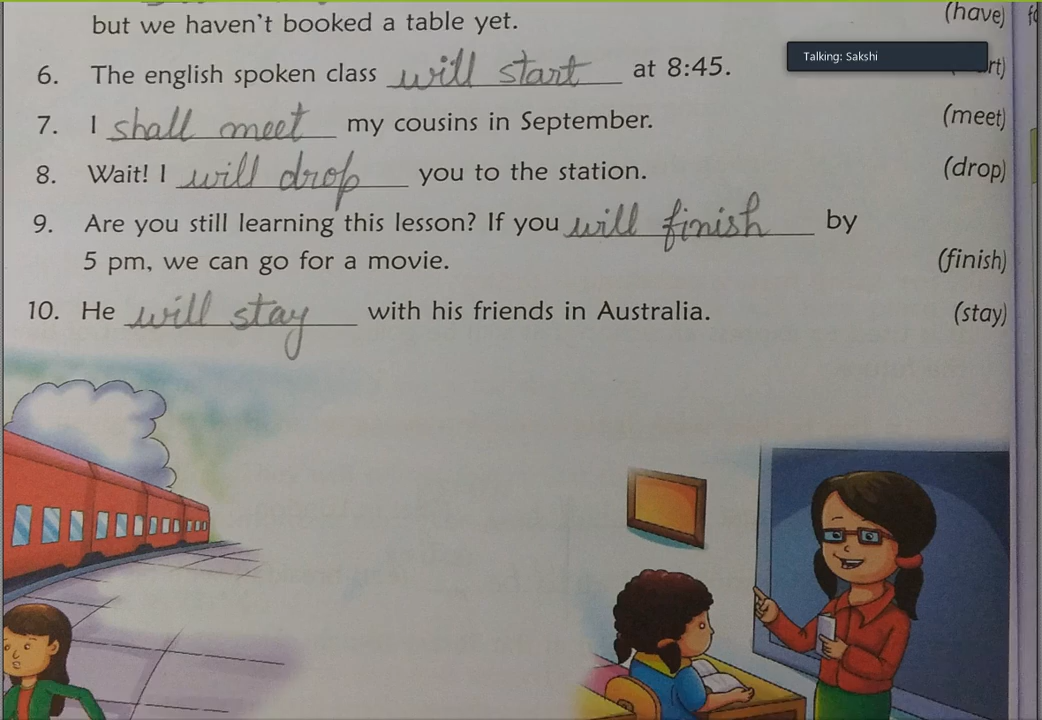 but we haven't booked a table yet. (have)
6. The english spoken class will start at 8:45. rt)
Talking: Sakshi
7. I shall meet my cousins in September. (meet)
8. Wait! I will drop you to the station. (drop)
9. Are you still learning this lesson? If you will finish by
5 pm, we can go for a movie. (finish)
10. He will stay with his friends in Australia. (stay)